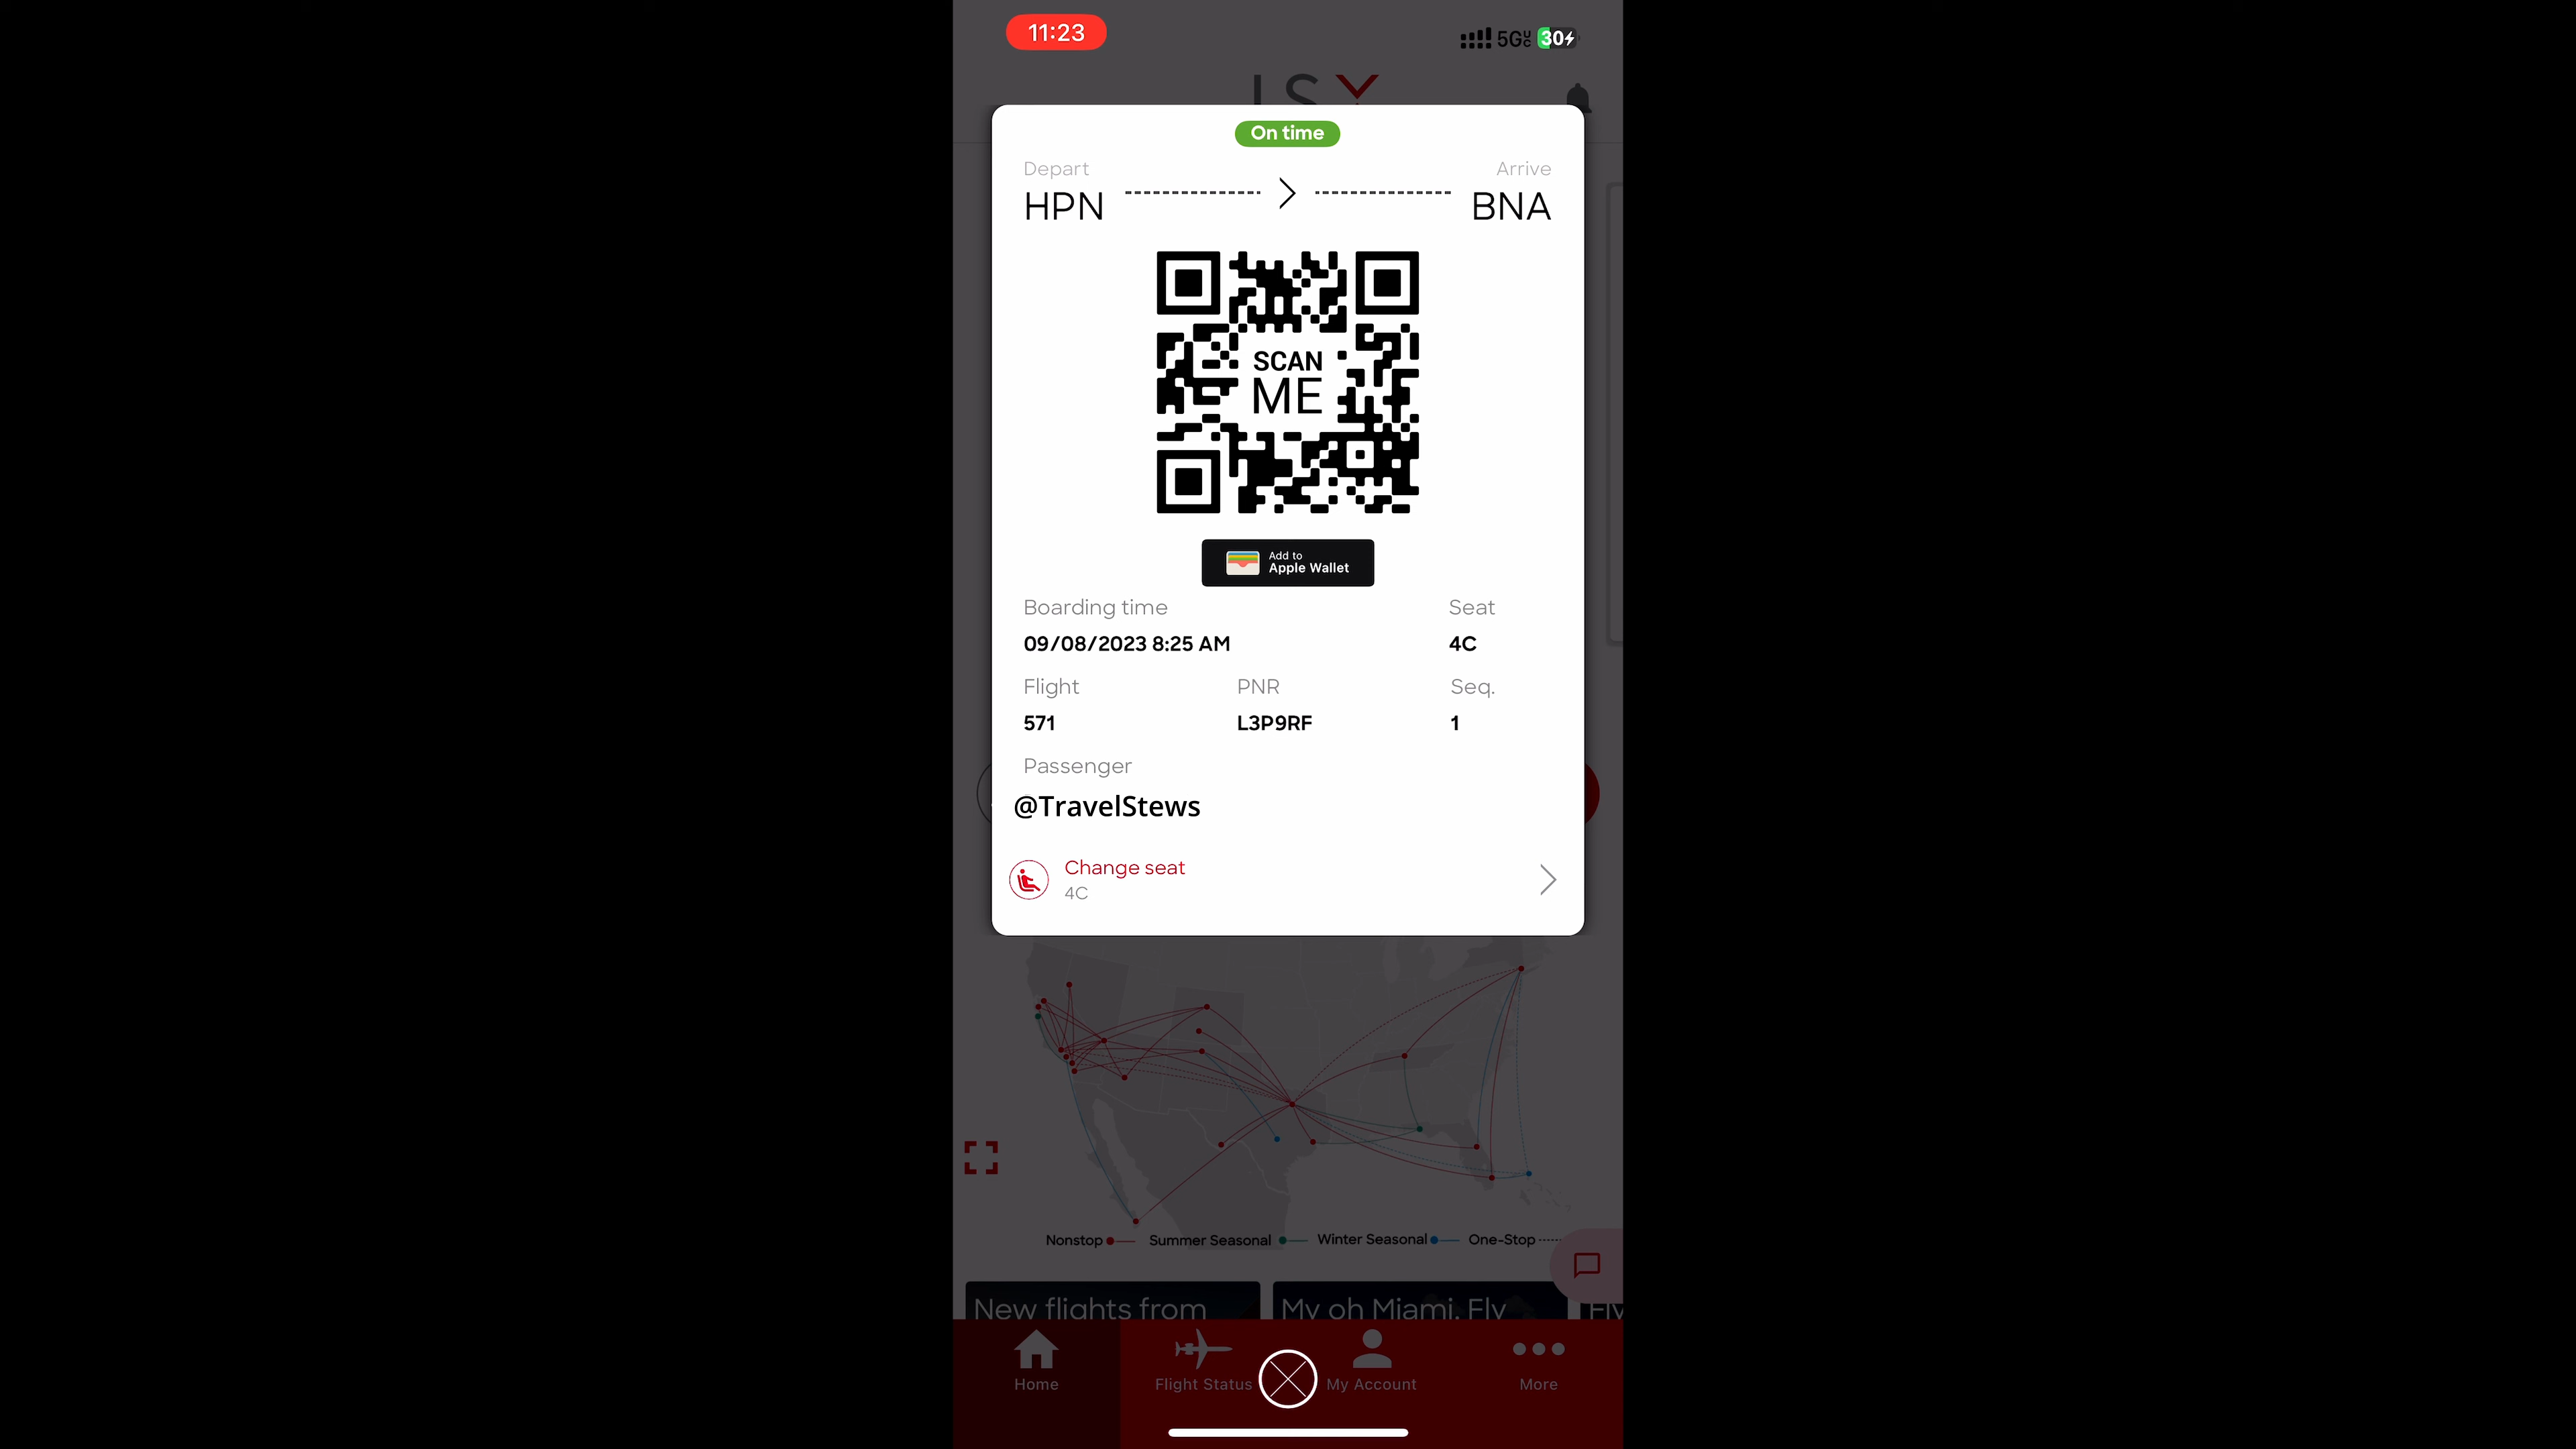 11:23
5G UC 30
JSX
On time
Depart
Arrive
HPN
BNA
SCAN
ME
Add to
Apple Wallet
Boarding time
Seat
09/08/2023 8:25 AM
4C
Flight
PNR
Seq.
571
L3P9RF
1
Passenger
@TravelStews
Change seat
4C
Nonstop
Summer Seasonal
Winter Seasonal
One-Stop
New flights from
My oh Miami. Fly
Fly
Home
Flight Status
My Account
More